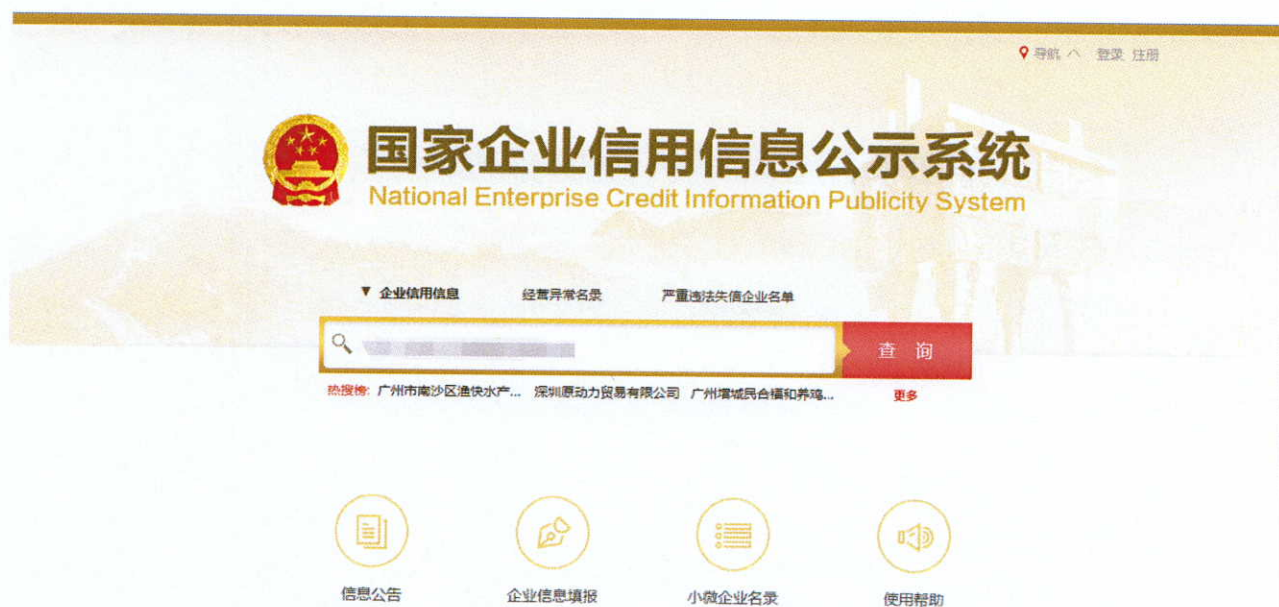 导航 へ 登录 注册
国家企业信用信息公示系统
National Enterprise Credit Information Publicity System
▼ 企业信用信息 经营异常名录 严重违法失信企业名单
查 询
热搜榜: 广州市南沙区渔快水产... 深圳原动力贸易有限公司 广州增城民合福和养鸡... 更多
信息公告 企业信息填报 小微企业名录 使用帮助